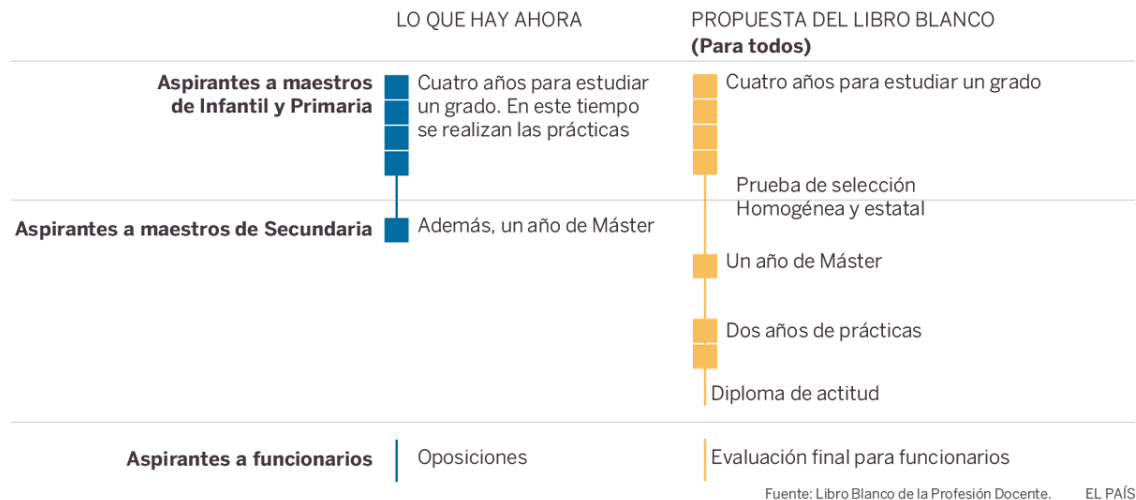 LO QUE HAY AHORA
PROPUESTA DEL LIBRO BLANCO
(Para todos)
Aspirantes a maestros
de Infantil y Primaria
Cuatro años para estudiar
un grado. En este tiempo
se realizan las prácticas
Cuatro años para estudiar un grado
Prueba de selección
Homogénea y estatal
Aspirantes a maestros de Secundaria
Además, un año de Máster
Un año de Máster
Dos años de prácticas
Diploma de actitud
Aspirantes a funcionarios
Oposiciones
Evaluación final para funcionarios
Fuente: Libro Blanco de la Profesión Docente.
EL PAÍS